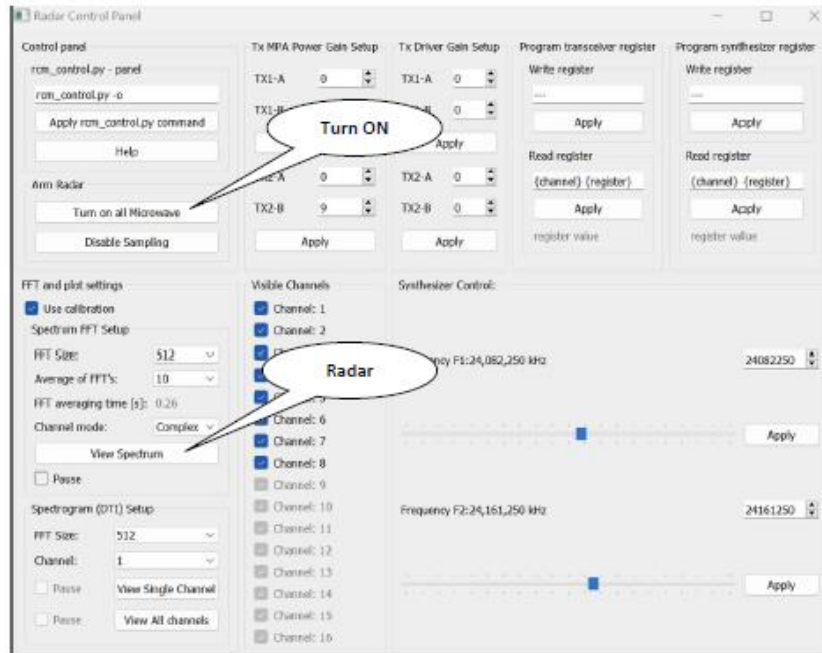 Radar Control Panel
Control panel
rcm_control.py - panel
rcm_control.py -o
Apply rcm_control.py command
Help
Arm Radar
Turn on all Microwave
Disable Sampling
Tx MPA Power Gain Setup
TX1-A 0
TX1-B
TX2-A 0
TX2-B 9
Apply
Turn ON
Tx Driver Gain Setup
TX1-A 0
0
Apply
TX2-A 0
TX2-B 0
Apply
Program transceiver register
Write register
---
Apply
Read register
{channel} {register}
Apply
register value
Program synthesizer register
Write register
---
Apply
Read register
{channel} {register}
Apply
register value
FFT and plot settings
Use calibration
Spectrum FFT Setup
FFT Size: 512
Average of FFT's: 10
FFT averaging time [s]: 0.26
Channel mode: Complex
View Spectrum
Pause
Spectrogram (DTI) Setup
FFT Size: 512
Channel: 1
Pause View Single Channel
Pause View All channels
Visible Channels
Channel: 1
Channel: 2
Radar
Channel: 6
Channel: 7
Channel: 8
Channel: 9
Channel: 10
Channel: 11
Channel: 12
Channel: 13
Channel: 14
Channel: 15
Channel: 16
Synthesizer Control:
F1:24,082,250 kHz 24082250
Apply
Frequency F2:24,161,250 kHz 24161250
Apply